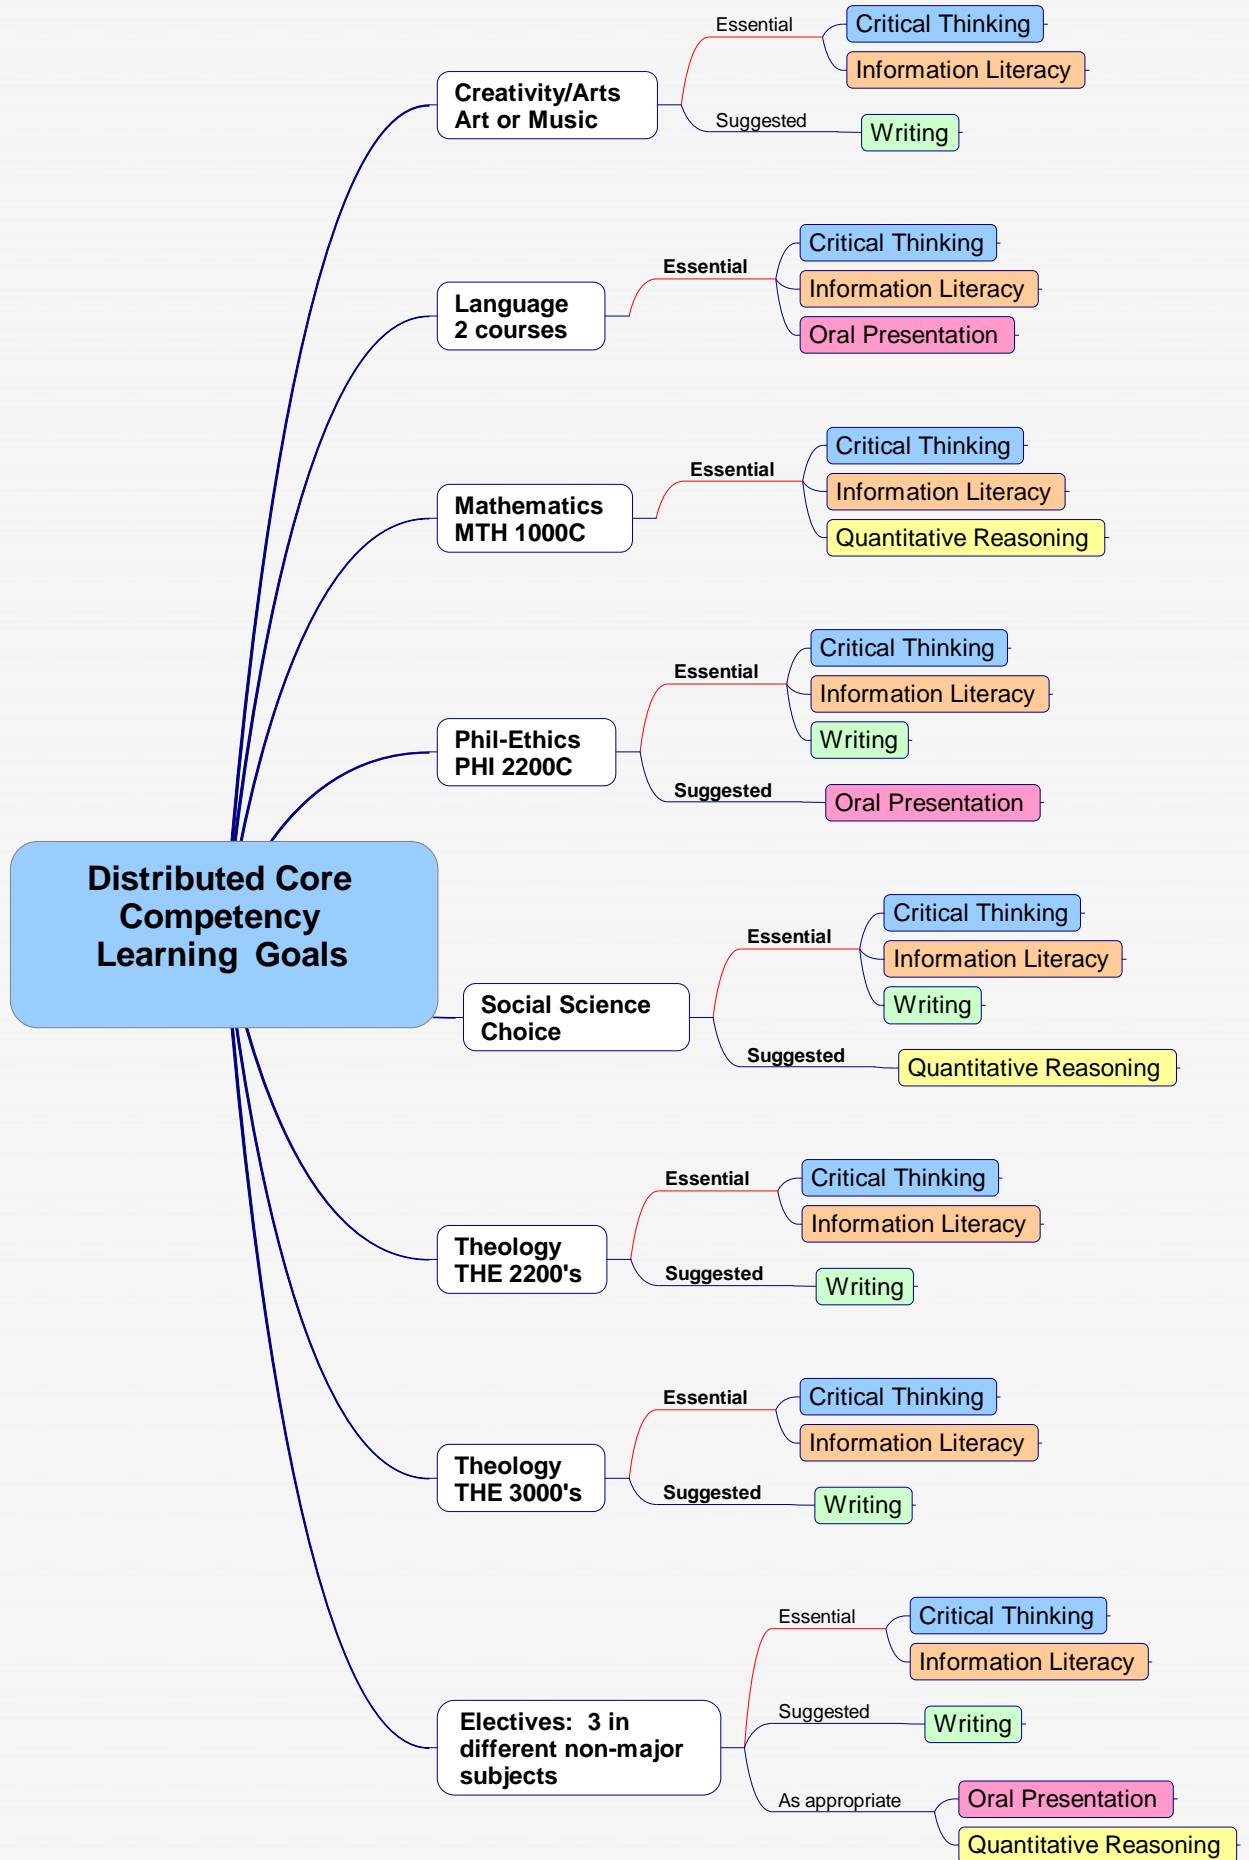 Essential
Critical Thinking
Information Literacy
Creativity/Arts
Art or Music
Suggested
Writing
Critical Thinking
Essential
Information Literacy
Language
2 courses
Oral Presentation
Critical Thinking
Essential
Information Literacy
Mathematics
MTH 1000C
Quantitative Reasoning
Critical Thinking
Essential
Information Literacy
Writing
Phil-Ethics
PHI 2200C
Suggested
Oral Presentation
Distributed Core
Competency
Learning  Goals
Critical Thinking
Essential
Information Literacy
Writing
Social Science
Choice
Suggested
Quantitative Reasoning
Essential
Critical Thinking
Information Literacy
Theology
THE 2200's
Suggested
Writing
Essential
Critical Thinking
Information Literacy
Theology
THE 3000's
Suggested
Writing
Essential
Critical Thinking
Information Literacy
Electives:  3 in
different non-major
subjects
Suggested
Writing
As appropriate
Oral Presentation
Quantitative Reasoning